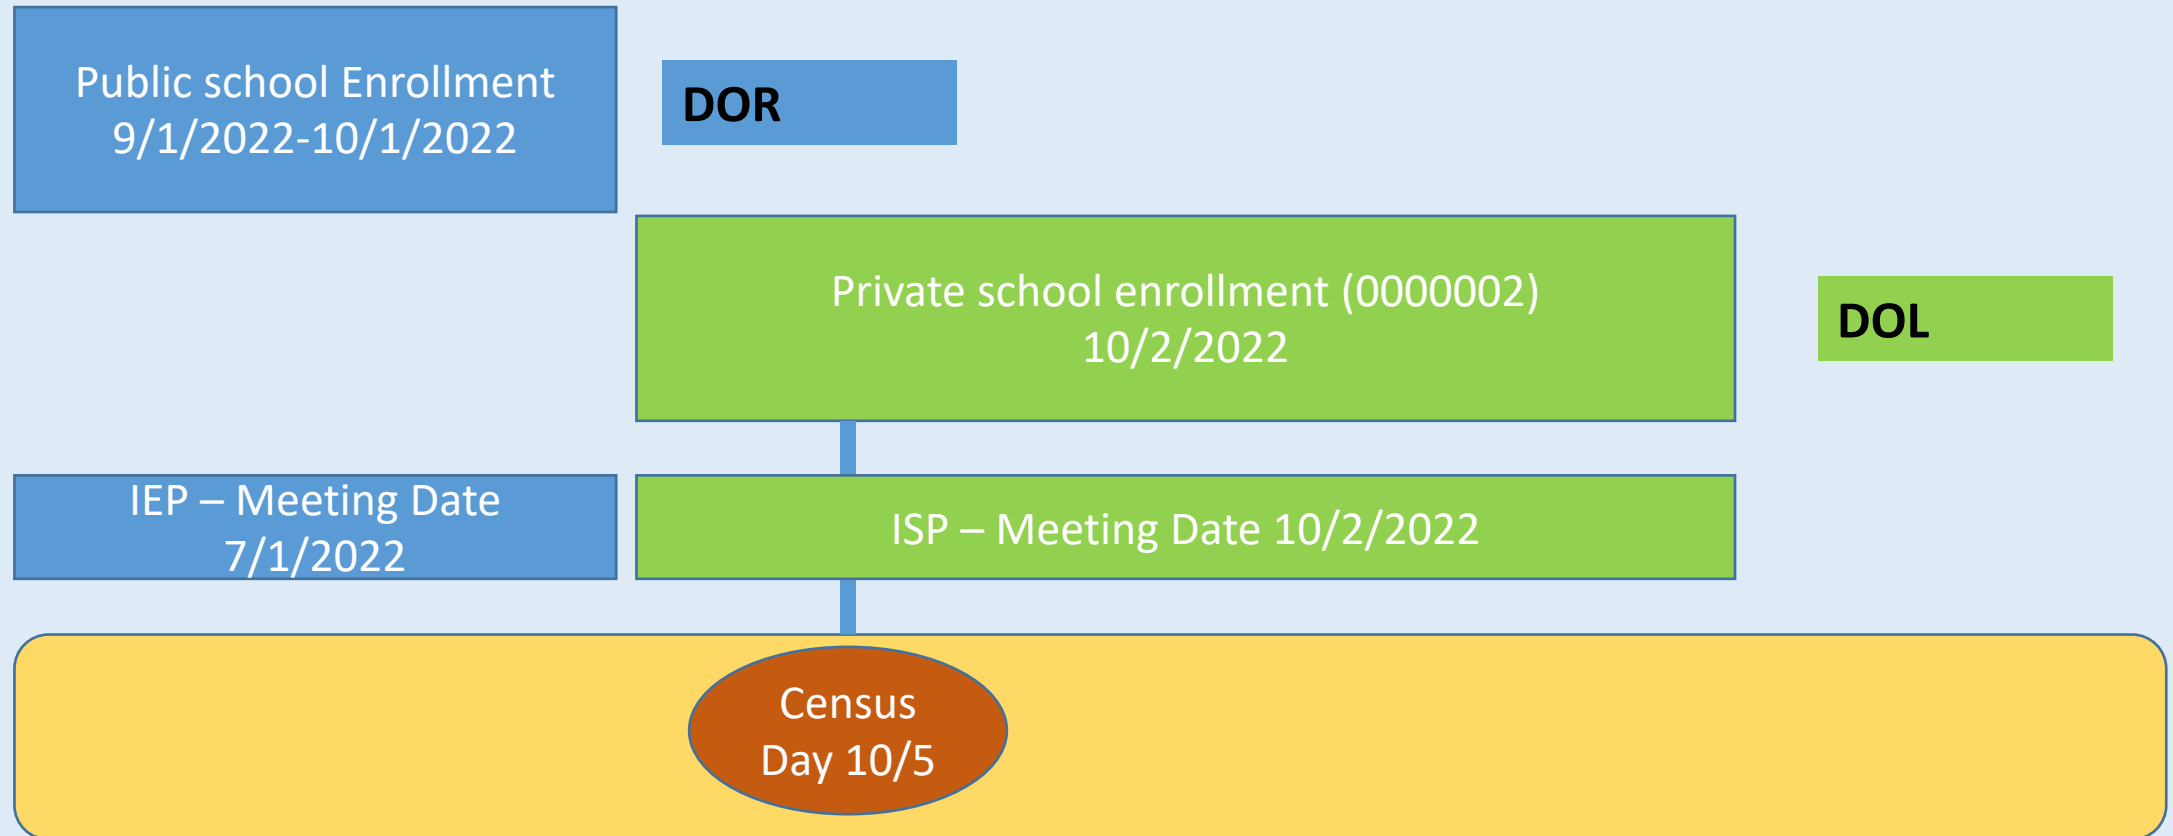 Public school Enrollment
9/1/2022-10/1/2022
DOR
Private school enrollment (0000002)
10/2/2022
DOL
IEP – Meeting Date
7/1/2022
ISP – Meeting Date 10/2/2022
Census
Day 10/5